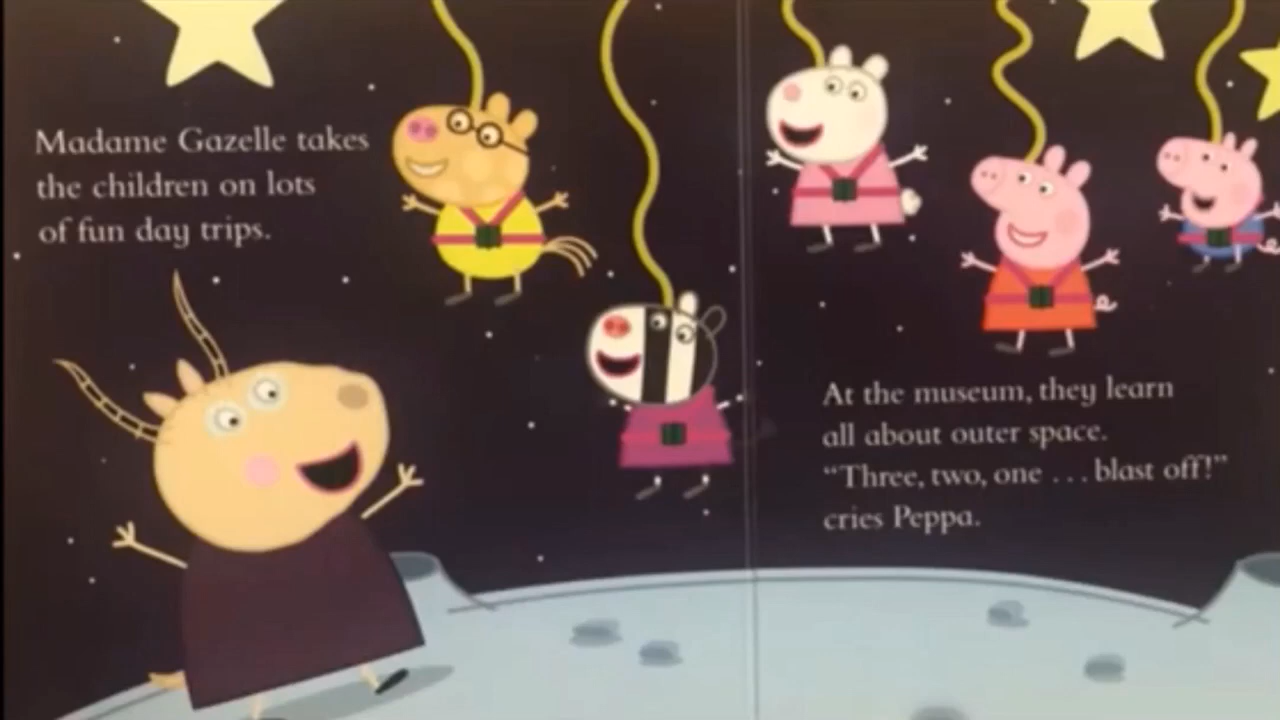 Madame Gazelle takes
the children on lots
of fun day trips.
At the museum, they learn
all about outer space.
“Three, two, one ... blast off!”
cries Peppa.